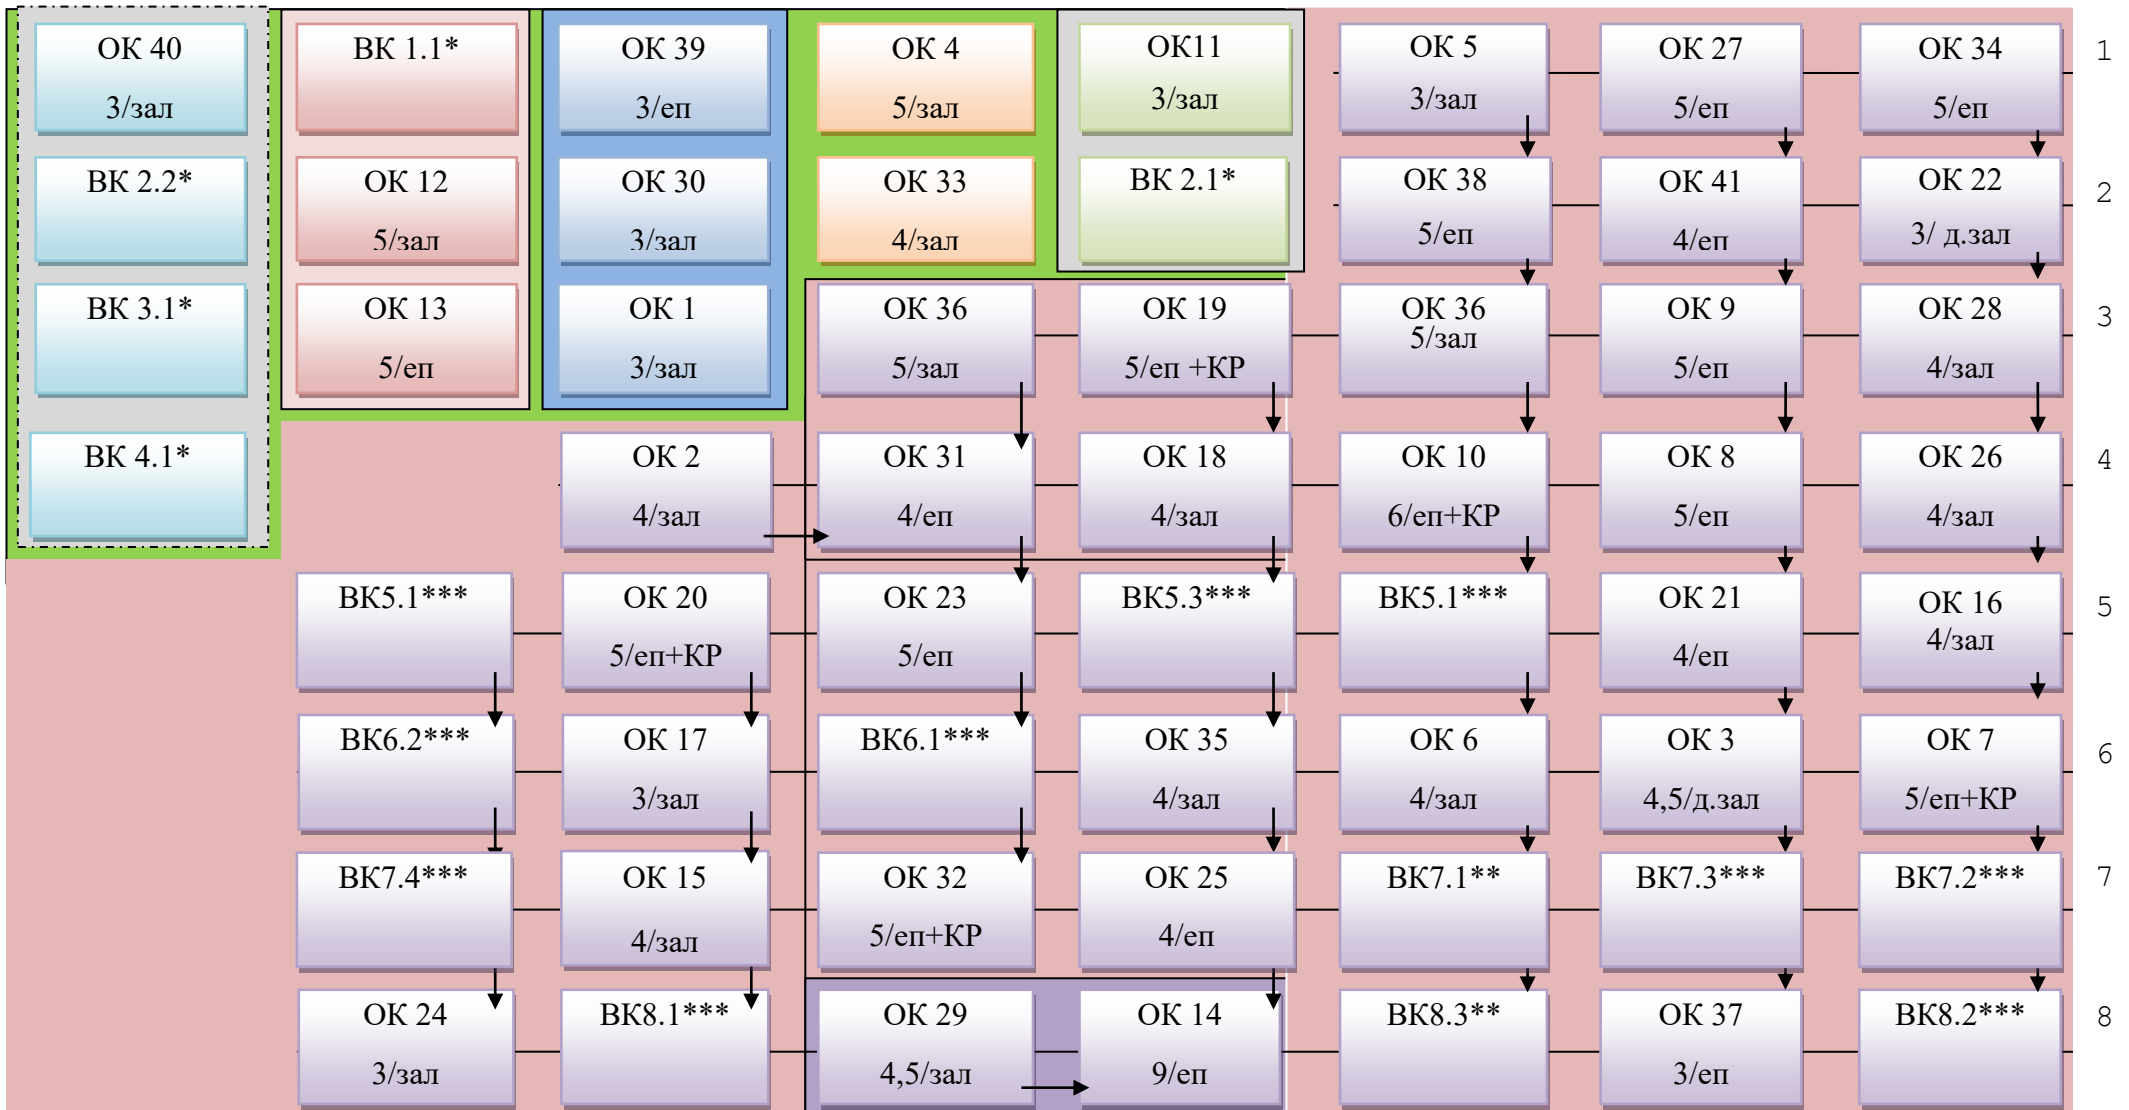 ОК 40
3/зал
ВК 1.1*
ОК 39
3/еп
ОК 4
5/зал
ОК11
3/зал
ОК 5
3/зал
ОК 27
5/еп
ОК 34
5/еп
1
ВК 2.2*
ОК 12
5/зал
ОК 30
3/зал
ОК 33
4/зал
ВК 2.1*
ОК 38
5/еп
ОК 41
4/еп
ОК 22
3/ д.зал
2
ВК 3.1*
ОК 13
5/еп
ОК 1
3/зал
ОК 36
5/зал
ОК 19
5/еп +КР
ОК 36
5/зал
ОК 9
5/еп
ОК 28
4/зал
3
ВК 4.1*
ОК 2
4/зал
ОК 31
4/еп
ОК 18
4/зал
ОК 10
6/еп+КР
ОК 8
5/еп
ОК 26
4/зал
4
ВК5.1***
ОК 20
5/еп+КР
ОК 23
5/еп
ВК5.3***
ВК5.1***
ОК 21
4/еп
ОК 16
4/зал
5
ВК6.2***
ОК 17
3/зал
ВК6.1***
ОК 35
4/зал
ОК 6
4/зал
ОК 3
4,5/д.зал
ОК 7
5/еп+КР
6
ВК7.4***
ОК 15
4/зал
ОК 32
5/еп+КР
ОК 25
4/еп
ВК7.1**
ВК7.3***
ВК7.2***
7
ОК 24
3/зал
ВК8.1***
ОК 29
4,5/зал
ОК 14
9/еп
ВК8.3**
ОК 37
3/еп
ВК8.2***
8